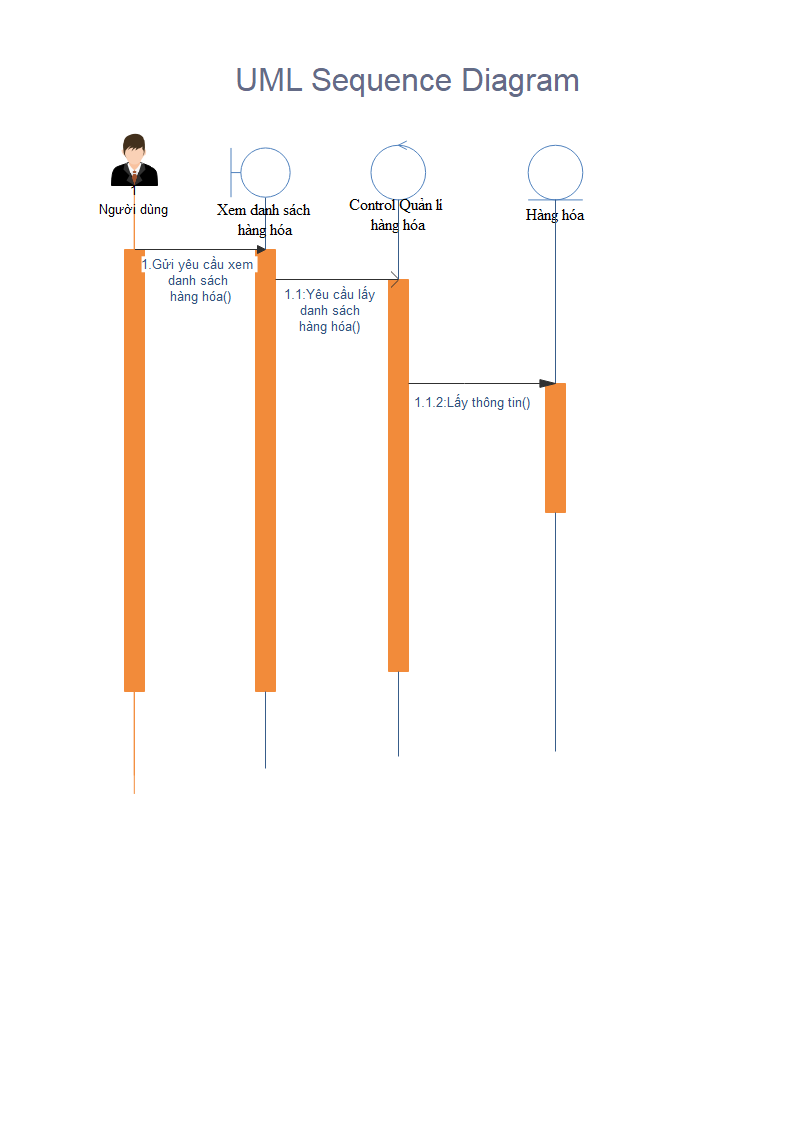 UML Sequence Diagram
1
Người dùng
Xem danh sách
hàng hóa
Control Quản lí
hàng hóa
Hàng hóa
1.Gửi yêu cầu xem
danh sách
hàng hóa()
1.1:Yêu cầu lấy
danh sách
hàng hóa()
1.1.2:Lấy thông tin()